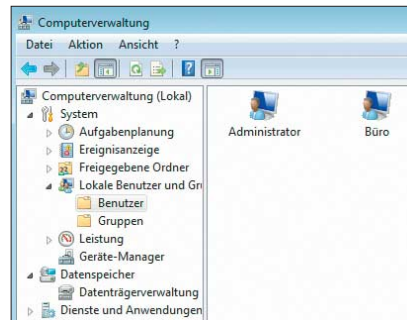 Computerverwaltung
Datei Aktion Ansicht ?
Computerverwaltung (Lokal)
System
Aufgabenplanung
Ereignisanzeige
Freigegebene Ordner
Lokale Benutzer und Gru
Benutzer
Gruppen
Leistung
Geräte-Manager
Datenspeicher
Datenträgerverwaltung
Dienste und Anwendungen
Administrator
Büro